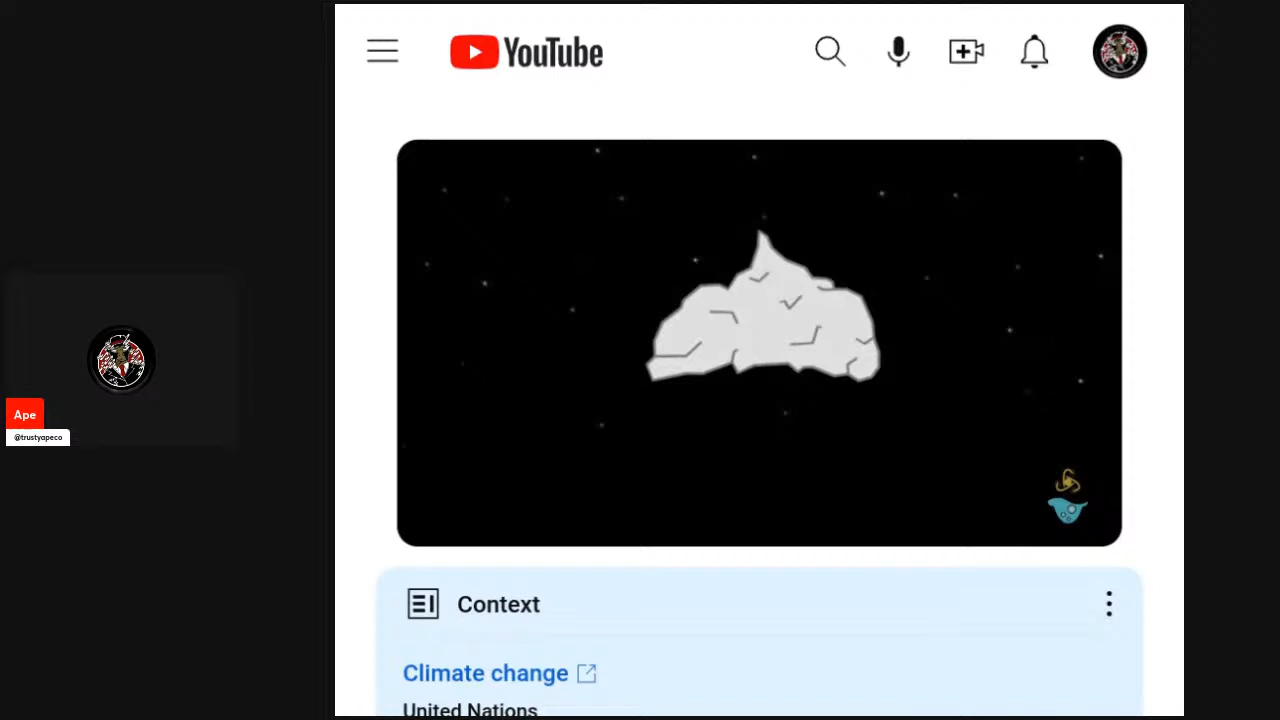 YouTube
Ape
@trustyapeco
Context
Climate change
United Nations